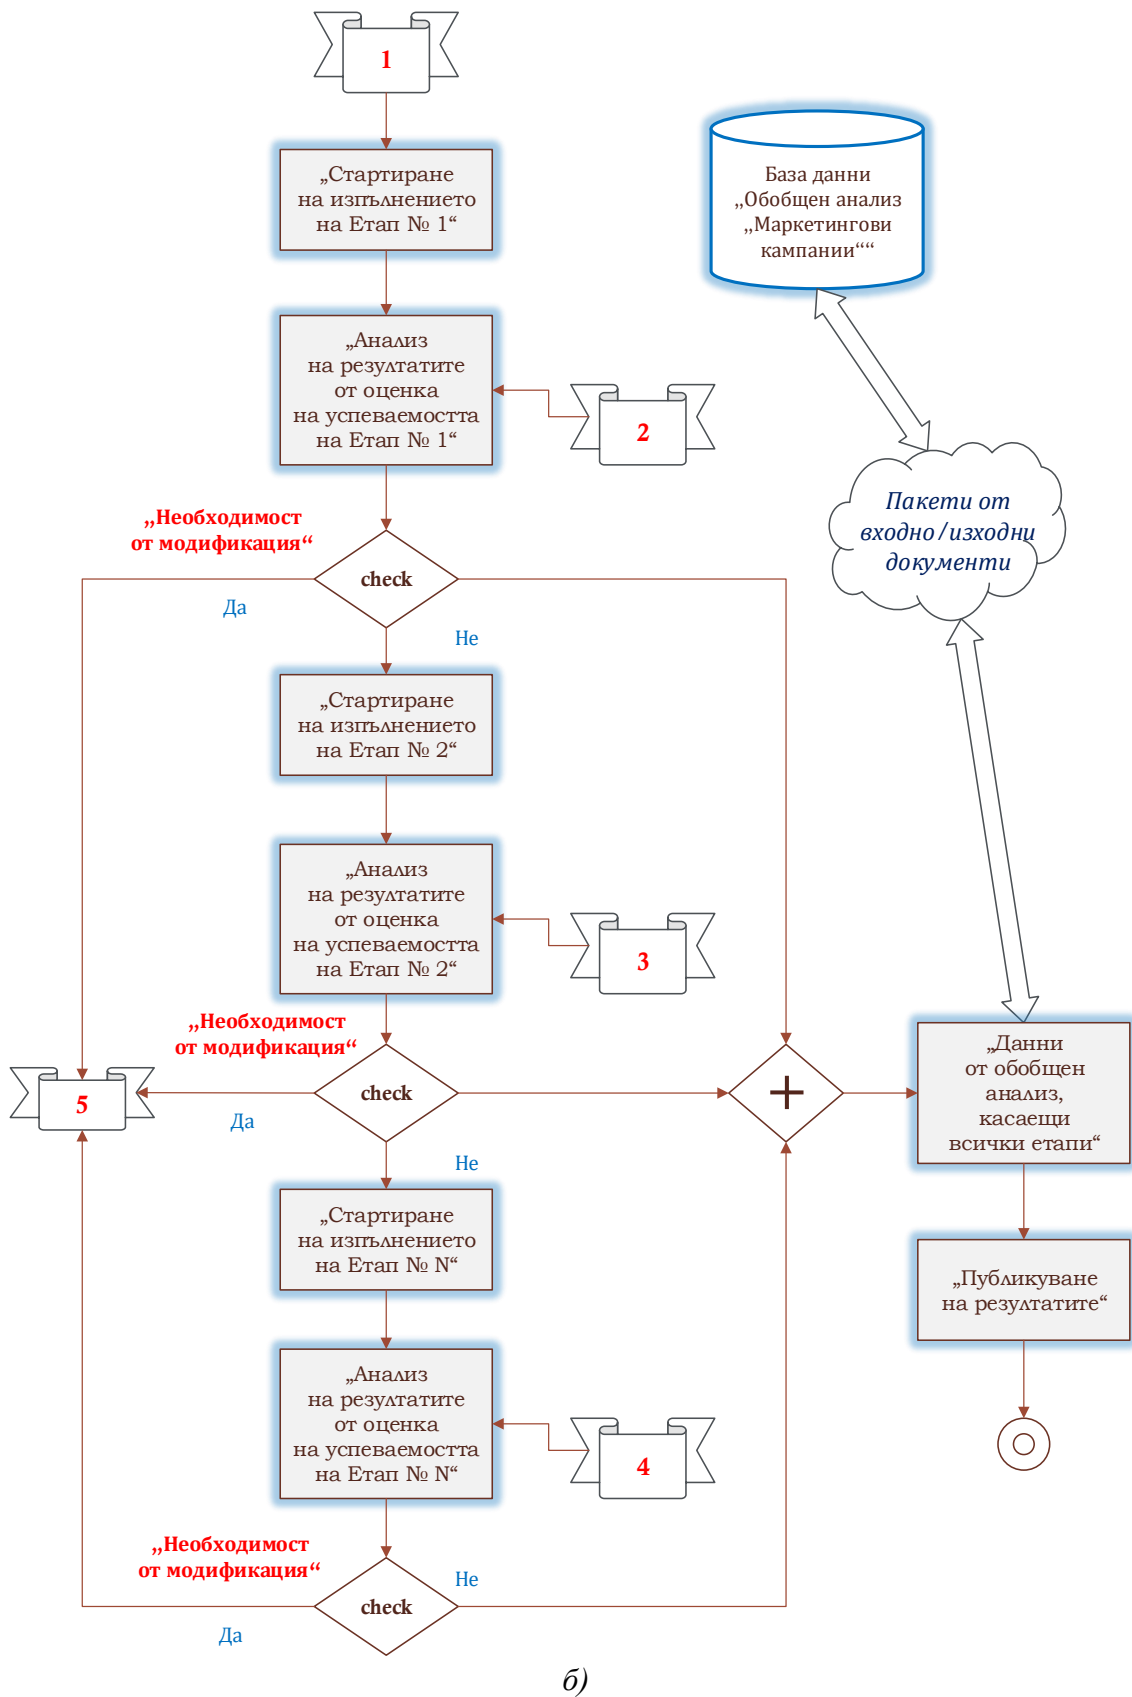 1
„Стартиране
на изпълнението
на Етап № 1“
База данни
„Обобщен анализ
„Маркетингови
кампании““
„Анализ
на резултатите
от оценка
на успеваемостта
на Етап № 1“
2
Пакети от
входно/изходни
документи
„Необходимост
от модификация“
check
Да
Не
„Стартиране
на изпълнението
на Етап № 2“
„Анализ
на резултатите
от оценка
на успеваемостта
на Етап № 2“
3
„Необходимост
от модификация“
5
check
Да
Не
+
„Данни
от обобщен
анализ,
касаещи
всички етапи“
„Стартиране
на изпълнението
на Етап № N“
„Публикуване
на резултатите“
„Анализ
на резултатите
от оценка
на успеваемостта
на Етап № N“
4
„Необходимост
от модификация“
check
Не
Да
б)